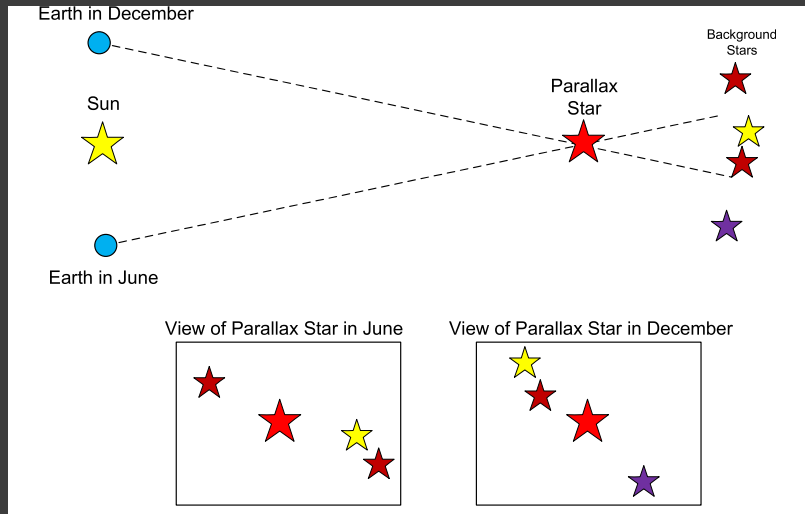 Earth in December
Background
Stars
Parallax
Star
Sun
Earth in June
View of Parallax Star in June
View of Parallax Star in December